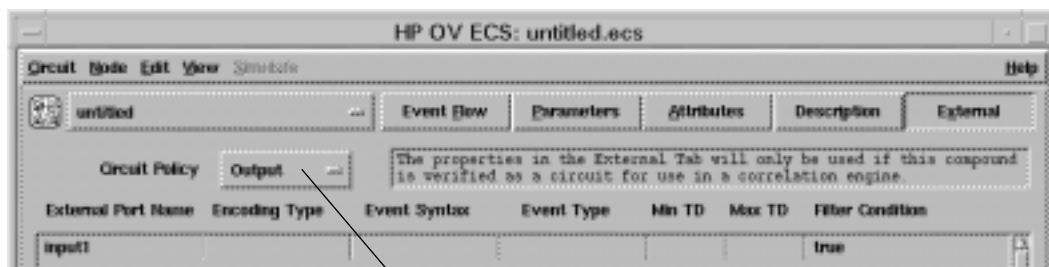 HP OV ECS: untitled.ecs
Circuit Node Edit View Simulate Help
untitled Event Flow Parameters Attributes Description External
Circuit Policy Output The properties in the External Tab will only be used if this compound
is verified as a circuit for use in a correlation engine.
External Port Name Encoding Type Event Syntax Event Type Min TD Max TD Filter Condition
input1 true